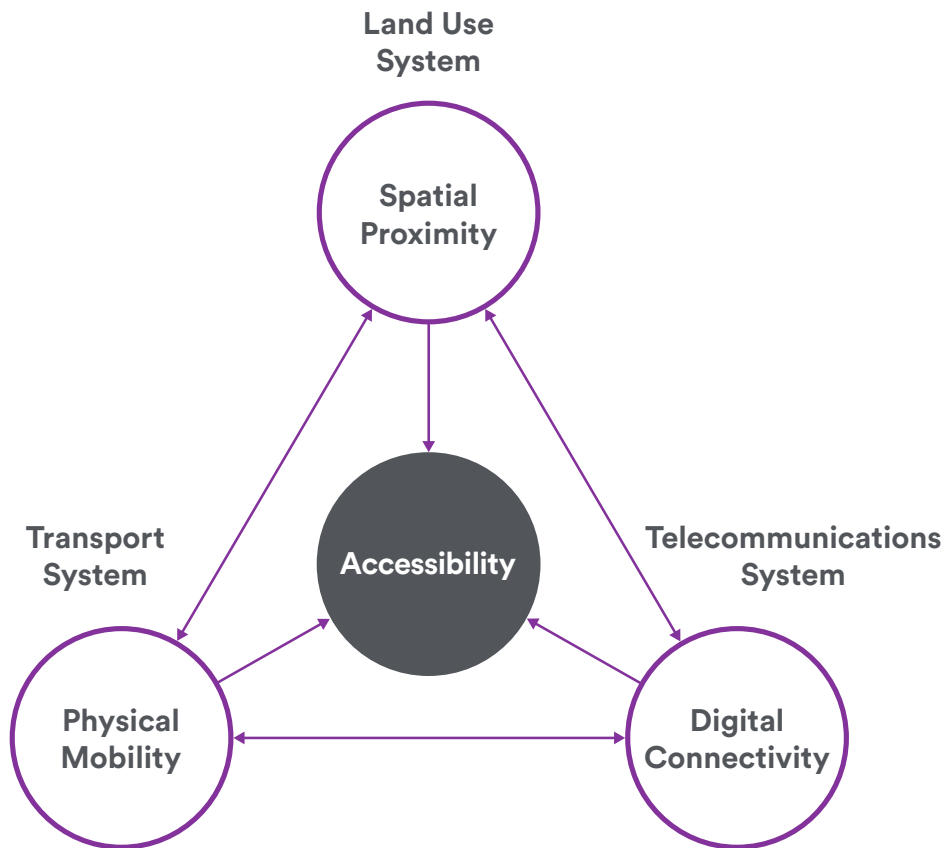 Land Use
System
Spatial
Proximity
Transport
System
Accessibility
Telecommunications
System
Physical
Mobility
Digital
Connectivity